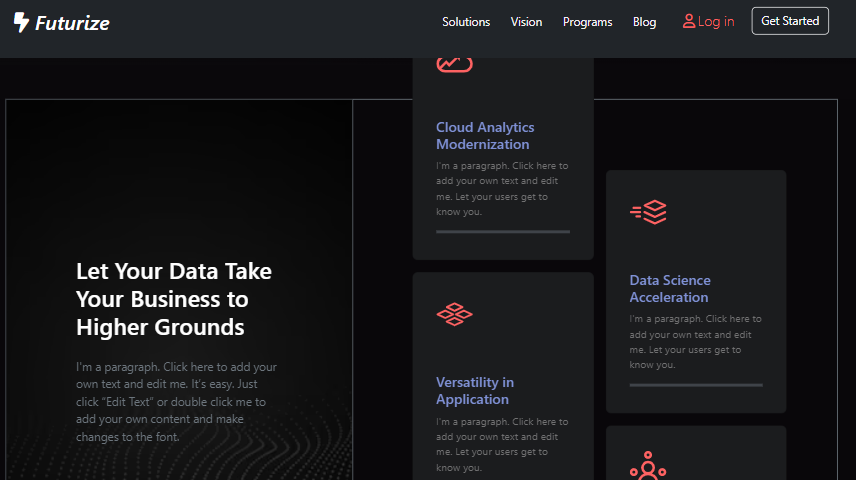 Futurize
Solutions
Vision
Programs
Blog
Log in
Get Started
Let Your Data Take
Your Business to
Higher Grounds
I'm a paragraph. Click here to add your
own text and edit me. It's easy. Just
click “Edit Text” or double click me to
add your own content and make
changes to the font.
Cloud Analytics
Modernization
I'm a paragraph. Click here to
add your own text and edit
me. Let your users get to
know you.
Versatility in
Application
I'm a paragraph. Click here to
add your own text and edit
me. Let your users get to
know you.
Data Science
Acceleration
I'm a paragraph. Click here to
add your own text and edit
me. Let your users get to
know you.